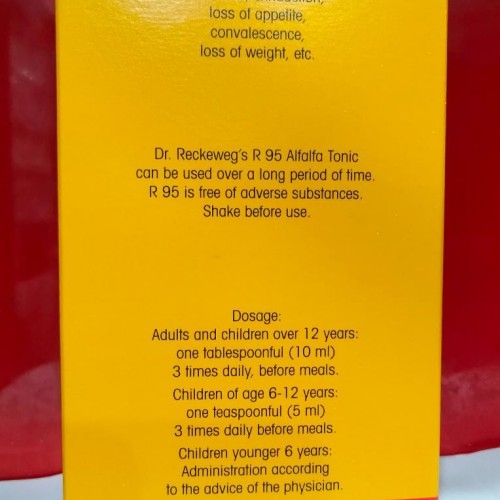 loss of appetite,
convalescence,
loss of weight, etc.
Dr. Reckeweg's R 95 Alfalfa Tonic
can be used over a long period of time.
R 95 is free of adverse substances.
Shake before use.
Dosage:
Adults and children over 12 years:
one tablespoonful (10 ml)
3 times daily, before meals.
Children of age 6-12 years:
one teaspoonful (5 ml)
3 times daily before meals.
Children younger 6 years:
Administration according
to the advice of the physician.